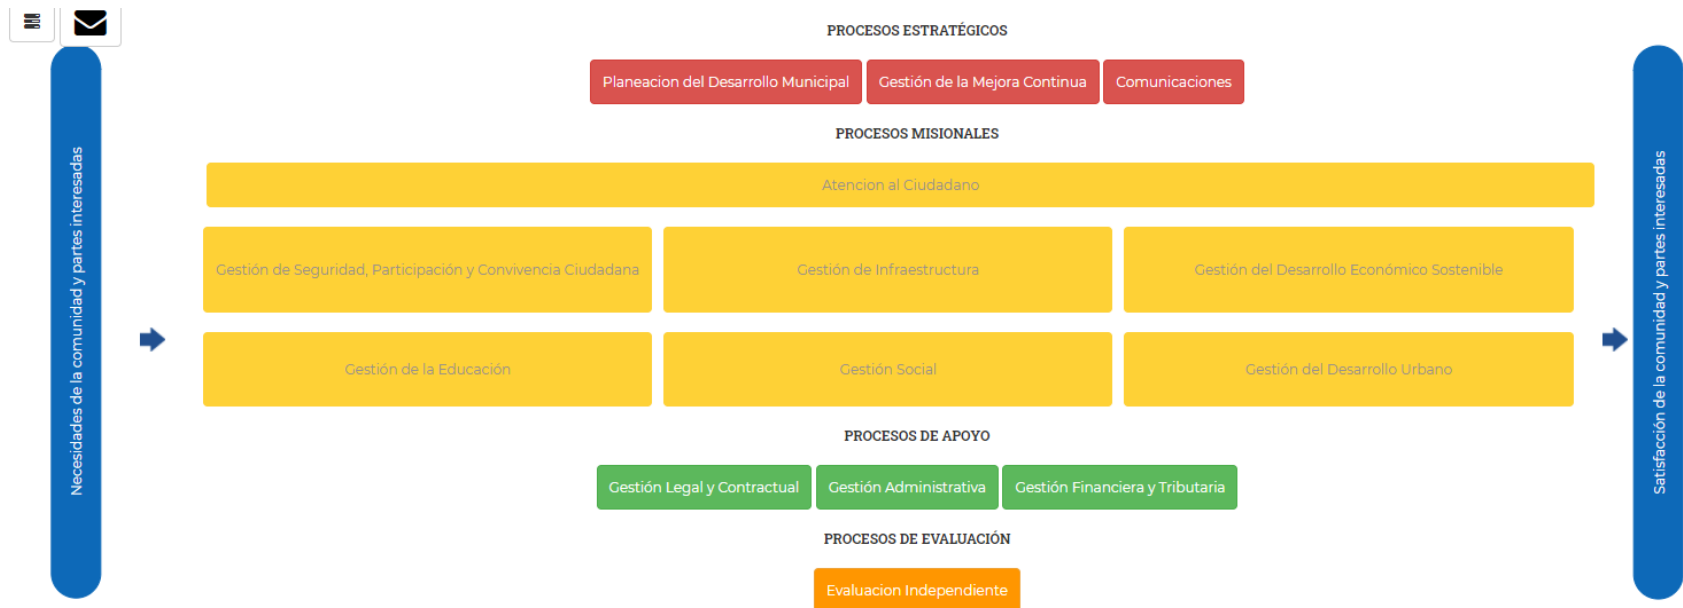 PROCESOS ESTRATÉGICOS
Planeacion del Desarrollo Municipal
Gestión de la Mejora Continua
Comunicaciones
PROCESOS MISIONALES
Atencion al Ciudadano
Gestión de Seguridad, Participación y Convivencia Ciudadana
Gestión de Infraestructura
Gestión del Desarrollo Económico Sostenible
Gestión de la Educación
Gestión Social
Gestión del Desarrollo Urbano
PROCESOS DE APOYO
Gestión Legal y Contractual
Gestión Administrativa
Gestión Financiera y Tributaria
PROCESOS DE EVALUACIÓN
Evaluacion Independiente
Necesidades de la comunidad y partes interesadas
Satisfacción de la comunidad y partes interesadas